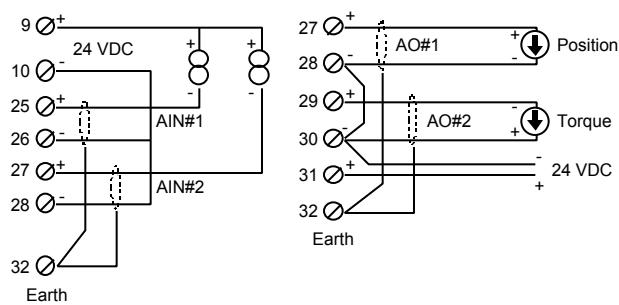 9 +
24 VDC
10 -
25 +
AIN#1
26 -
27 +
AIN#2
28 -
32
Earth
+ -
+ -
27 +
AO#1
28 -
+ - Position
29 +
AO#2
30 -
- + Torque
31 +
-
24 VDC
+
32
Earth